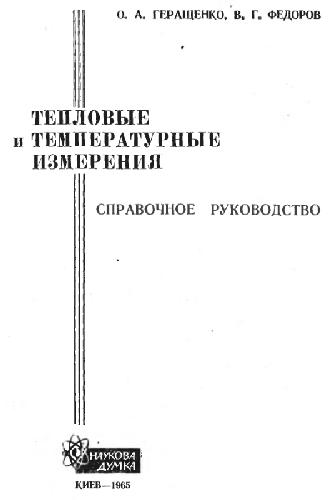 О. А. ГЕРАЩЕНКО, В. Г. ФЕДОРОВ
ТЕПЛОВЫЕ
и ТЕМПЕРАТУРНЫЕ
ИЗМЕРЕНИЯ
СПРАВОЧНОЕ РУКОВОДСТВО
НАУКОВА
ДУМКА
КИЕВ—1965